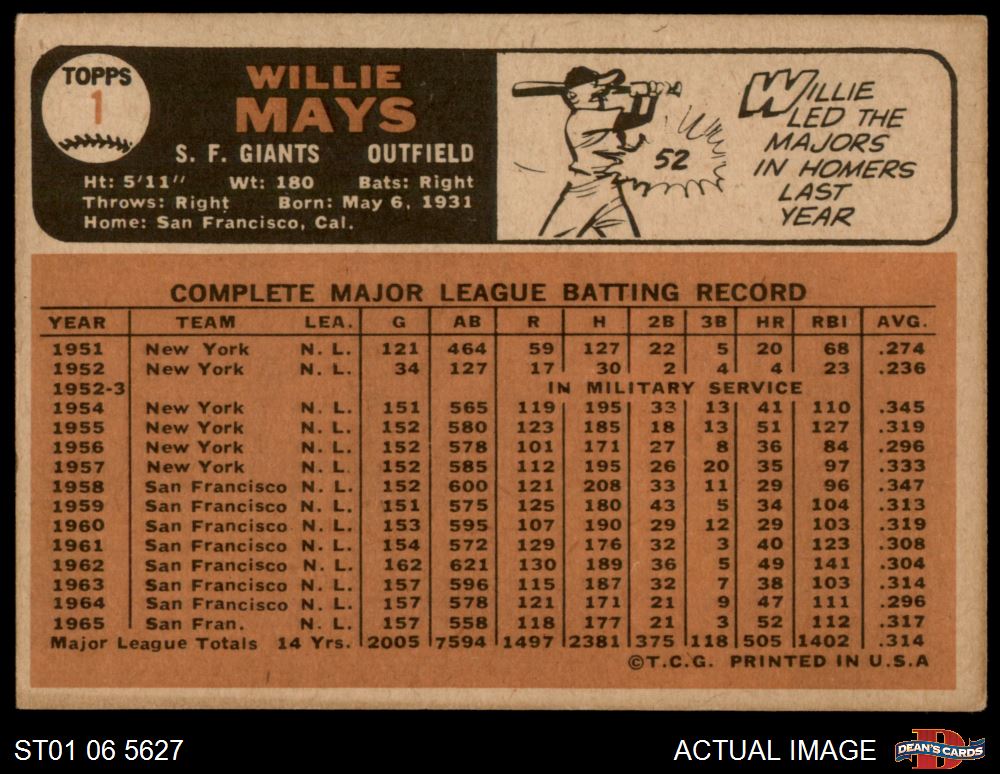 TOPPS
1
WILLIE
MAYS
S. F. GIANTS OUTFIELD
Ht: 5'11" Wt: 180 Bats: Right
Throws: Right Born: May 6, 1931
Home: San Francisco, Cal.
52
WILLIE
LED THE
MAJORS
IN HOMERS
LAST
YEAR
COMPLETE MAJOR LEAGUE BATTING RECORD
YEAR TEAM LEA. G AB R H 2B 3B HR RBI AVG.
1951 New York N. L. 121 464 59 127 22 5 20 68 .274
1952 New York N. L. 34 127 17 30 2 4 4 23 .236
1952-3 IN MILITARY SERVICE
1954 New York N. L. 151 565 119 195 33 13 41 110 .345
1955 New York N. L. 152 580 123 185 18 13 51 127 .319
1956 New York N. L. 152 578 101 171 27 8 36 84 .296
1957 New York N. L. 152 585 112 195 26 20 35 97 .333
1958 San Francisco N. L. 152 600 121 208 33 11 29 96 .347
1959 San Francisco N. L. 151 575 125 180 43 5 34 104 .313
1960 San Francisco N. L. 153 595 107 190 29 12 29 103 .319
1961 San Francisco N. L. 154 572 129 176 32 3 40 123 .308
1962 San Francisco N. L. 162 621 130 189 36 5 49 141 .304
1963 San Francisco N. L. 157 596 115 187 32 7 38 103 .314
1964 San Francisco N. L. 157 578 121 171 21 9 47 111 .296
1965 San Fran. N. L. 157 558 118 177 21 3 52 112 .317
Major League Totals 14 Yrs. 2005 7594 1497 2381 375 118 505 1402 .314
©T.C.G. PRINTED IN U.S.A
ST01 06 5627
ACTUAL IMAGE
D
DEAN'S CARDS